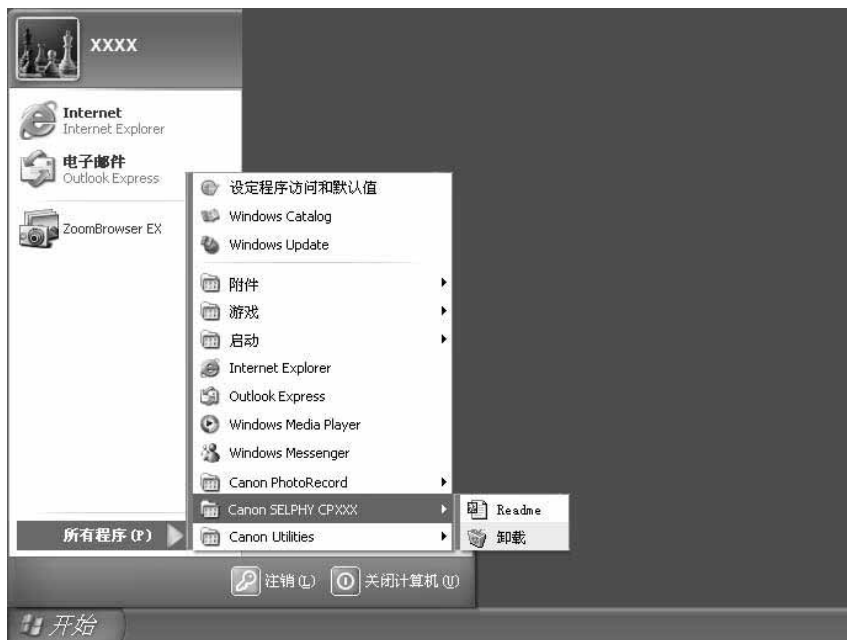 XXXX
Internet
Internet Explorer
电子邮件
Outlook Express
ZoomBrowser EX
所有程序(P)
设定程序访问和默认值
Windows Catalog
Windows Update
附件
游戏
启动
Internet Explorer
Outlook Express
Windows Media Player
Windows Messenger
Canon PhotoRecord
Canon SELPHY CPXXX
Canon Utilities
Readme
卸载
注销(L) 关闭计算机(U)
开始